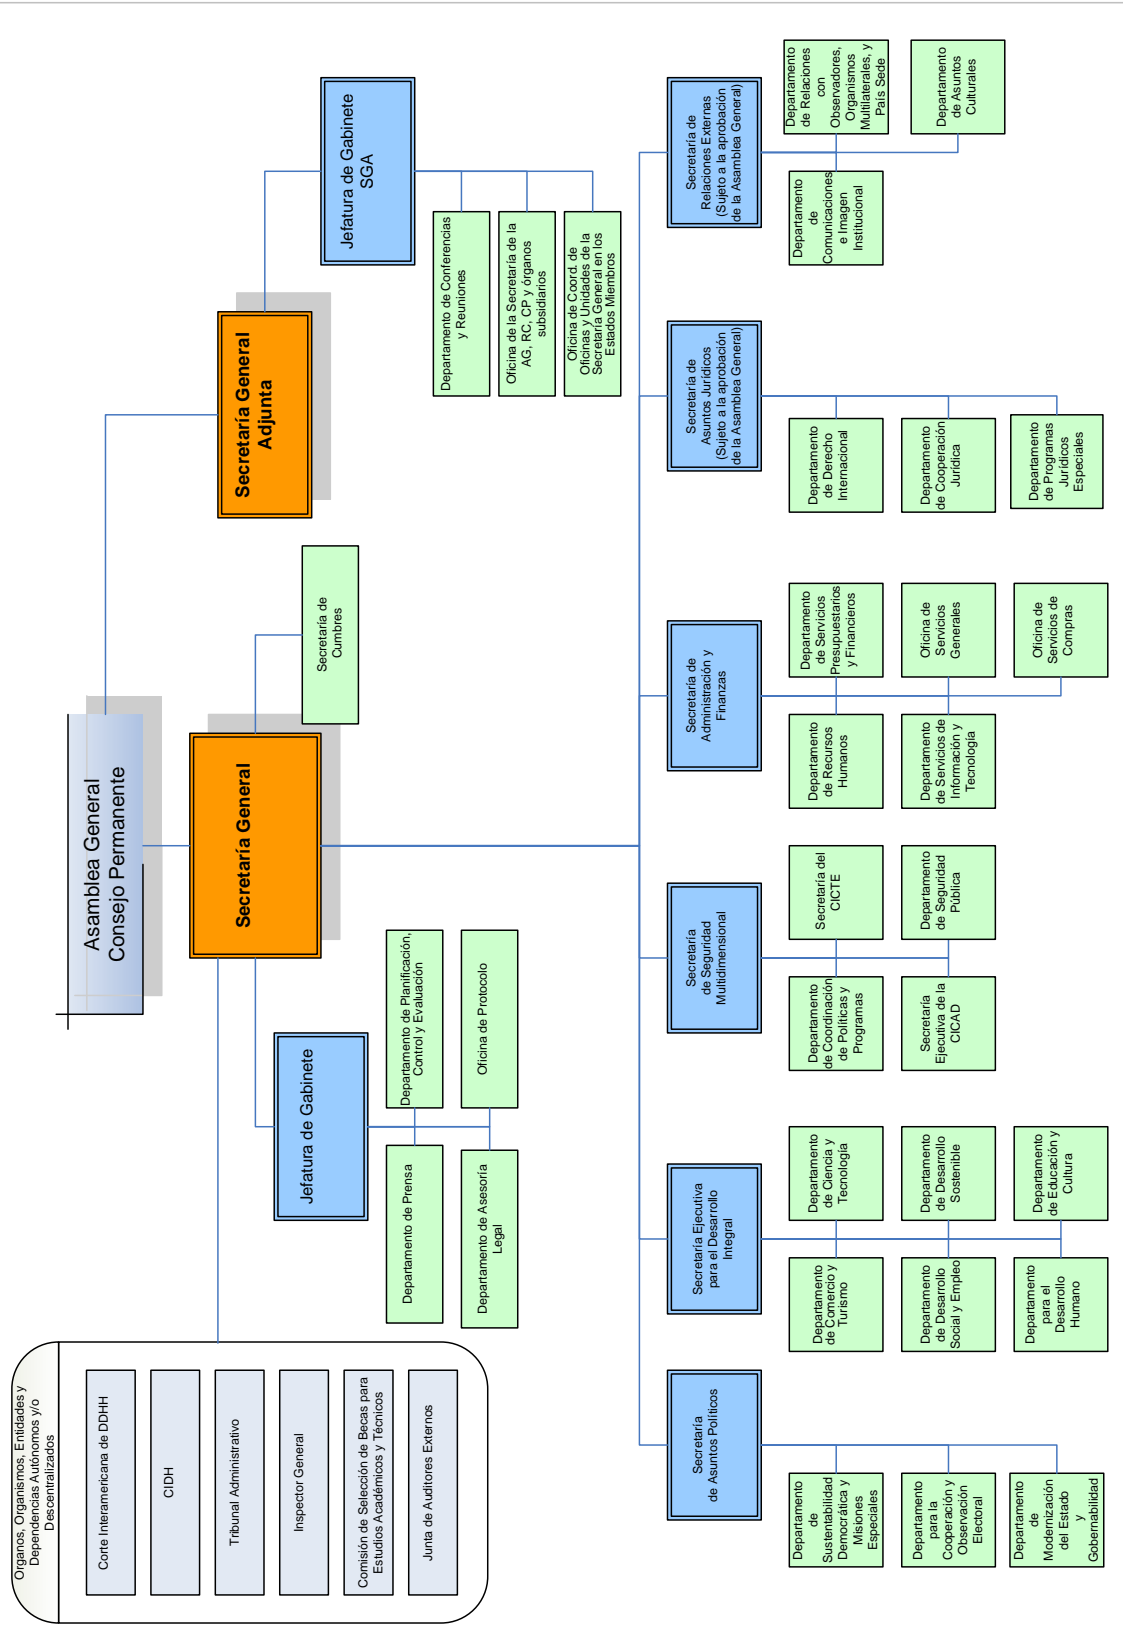 Asamblea General
Consejo Permanente
Secretaría General
Adjunta
Secretaría General
Secretaría de
Cumbres
Jefatura de Gabinete
SGA
Departamento de Conferencias
y Reuniones
Oficina de la Secretaría de la
AG, RC, CP y órganos
subsidiarios
Oficina de Coord. de
Oficinas y Unidades de la
Secretaría General en los
Estados Miembros
Jefatura de Gabinete
Departamento de Prensa
Departamento de Planificación,
Control y Evaluación
Departamento de Asesoría
Legal
Oficina de Protocolo
Organos, Organismos, Entidades y
Dependencias Autónomos y/o
Descentralizados
Corte Interamericana de DDHH
CIDH
Tribunal Administrativo
Inspector General
Comisión de Selección de Becas para
Estudios Académicos y Técnicos
Junta de Auditores Externos
Secretaría
de Asuntos Políticos
Departamento
de
Sustentabilidad
Democrática y
Misiones
Especiales
Departamento
para la
Cooperación y
Observación
Electoral
Departamento
de
Modernización
del Estado
y
Gobernabilidad
Secretaría Ejecutiva
para el Desarrollo
Integral
Departamento
de Comercio y
Turismo
Departamento
de Ciencia y
Tecnología
Departamento
de Desarrollo
Social y Empleo
Departamento
de Desarrollo
Sostenible
Departamento
para el
Desarrollo
Humano
Departamento
de Educación y
Cultura
Secretaría
de Seguridad
Multidimensional
Departamento
de Coordinación
de Políticas y
Programas
Secretaría del
CICTE
Secretaría
Ejecutiva de la
CICAD
Departamento
de Seguridad
Pública
Secretaría de
Administración y
Finanzas
Departamento
de Recursos
Humanos
Departamento
de Servicios
Presupuestarios
y Financieros
Departamento
de Servicios de
Información y
Tecnología
Oficina de
Servicios
Generales
Oficina de
Servicios de
Compras
Secretaría de
Asuntos Jurídicos
(Sujeto a la aprobación
de la Asamblea General)
Departamento
de Derecho
Internacional
Departamento
de Cooperación
Jurídica
Departamento
de Programas
Jurídicos
Especiales
Secretaría de
Relaciones Externas
(Sujeto a la aprobación
de la Asamblea General)
Departamento
de
Comunicaciones
e Imagen
Institucional
Departamento
de Relaciones
con
Observadores,
Organismos
Multilaterales, y
País Sede
Departamento
de Asuntos
Culturales